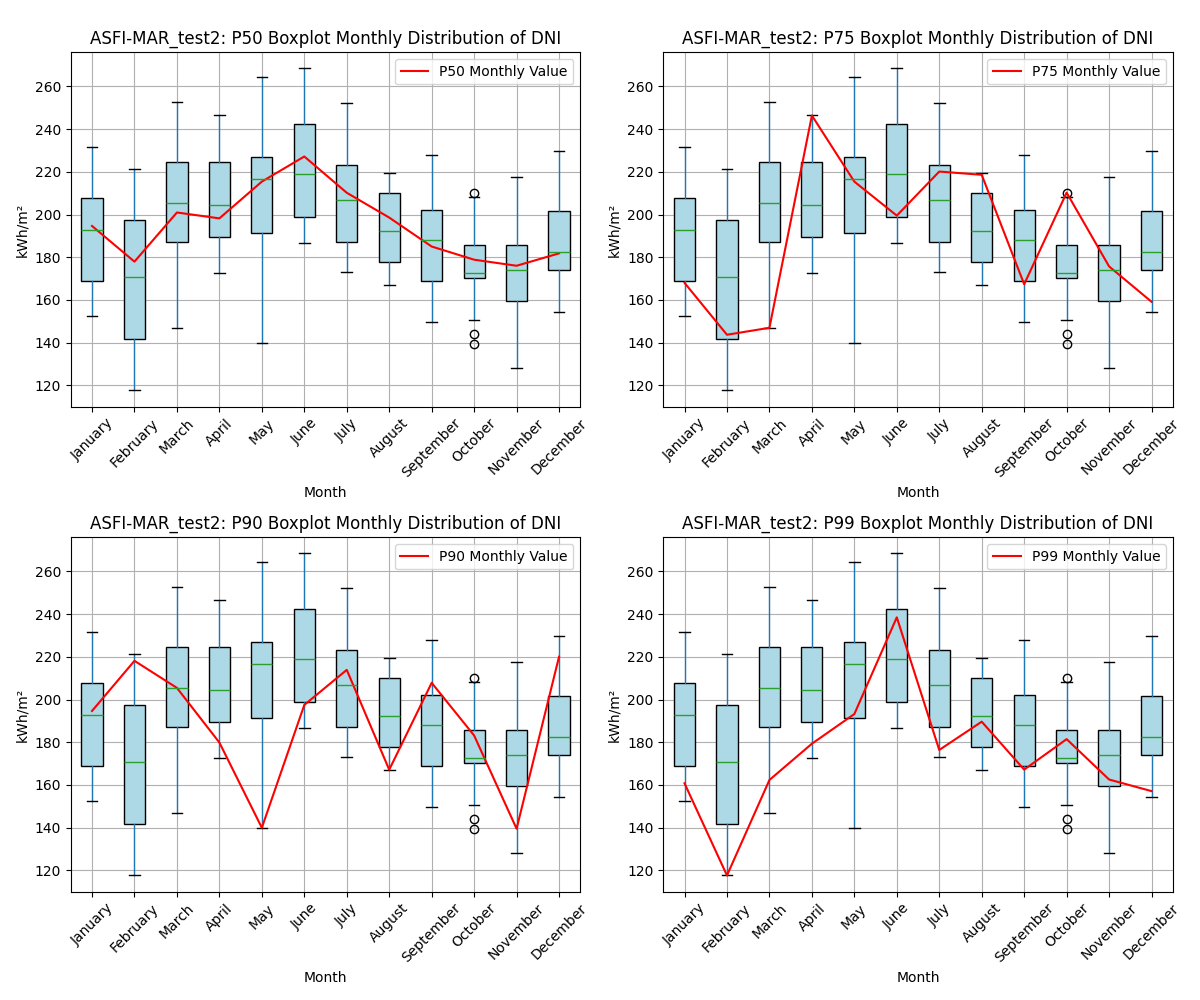 ASFI-MAR_test2: P50 Boxplot Monthly Distribution of DNI
P50 Monthly Value
260
240
220
200
180
160
140
120
kWh/m²
January
February
March
April
May
June
July
August
September
October
November
December
Month
ASFI-MAR_test2: P75 Boxplot Monthly Distribution of DNI
P75 Monthly Value
260
240
220
200
180
160
140
120
kWh/m²
January
February
March
April
May
June
July
August
September
October
November
December
Month
ASFI-MAR_test2: P90 Boxplot Monthly Distribution of DNI
P90 Monthly Value
260
240
220
200
180
160
140
120
kWh/m²
January
February
March
April
May
June
July
August
September
October
November
December
Month
ASFI-MAR_test2: P99 Boxplot Monthly Distribution of DNI
P99 Monthly Value
260
240
220
200
180
160
140
120
kWh/m²
January
February
March
April
May
June
July
August
September
October
November
December
Month